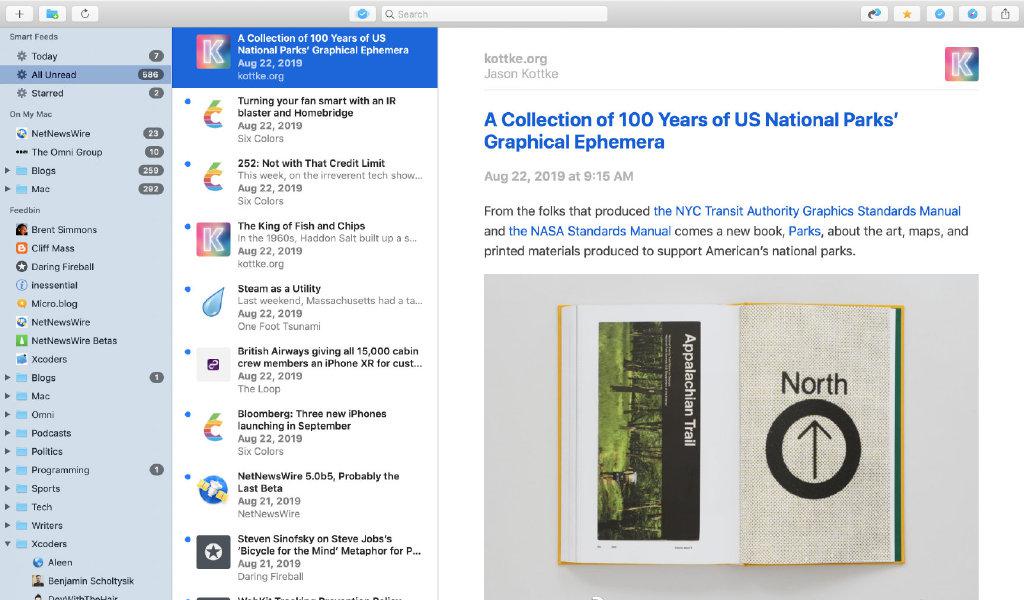 Search
Smart Feeds
Today 7
All Unread 586
Starred 2
On My Mac
NetNewsWire 23
The Omni Group 10
Blogs 259
Mac 292
Feedbin
Brent Simmons
Cliff Mass
Daring Fireball
inessential
Micro.blog
NetNewsWire
NetNewsWire Betas
Xcoders
Blogs 1
Mac
Omni
Podcasts
Politics
Programming 1
Sports
Tech
Writers
Xcoders
Aleen
Benjamin Scholtysik
DevWithTheHair
K
A Collection of 100 Years of US
National Parks' Graphical Ephemera
Aug 22, 2019
kottke.org
Turning your fan smart with an IR
blaster and Homebridge
Aug 22, 2019
Six Colors
252: Not with That Credit Limit
This week, on the irreverent tech show...
Aug 22, 2019
Six Colors
K
The King of Fish and Chips
In the 1960s, Haddon Salt built up a s...
Aug 22, 2019
kottke.org
Steam as a Utility
Last weekend, Massachusetts had a ta...
Aug 22, 2019
One Foot Tsunami
British Airways giving all 15,000 cabin
crew members an iPhone XR for cust...
Aug 22, 2019
The Loop
Bloomberg: Three new iPhones
launching in September
Aug 22, 2019
Six Colors
NetNewsWire 5.0b5, Probably the
Last Beta
Aug 21, 2019
NetNewsWire
Steven Sinofsky on Steve Jobs's
'Bicycle for the Mind' Metaphor for P...
Aug 21, 2019
Daring Fireball
WebKit Tracking Prevention Policy
kottke.org
Jason Kottke
K
A Collection of 100 Years of US National Parks'
Graphical Ephemera
Aug 22, 2019 at 9:15 AM
From the folks that produced the NYC Transit Authority Graphics Standards Manual
and the NASA Standards Manual comes a new book, Parks, about the art, maps, and
printed materials produced to support American's national parks.
Appalachian Trail
North